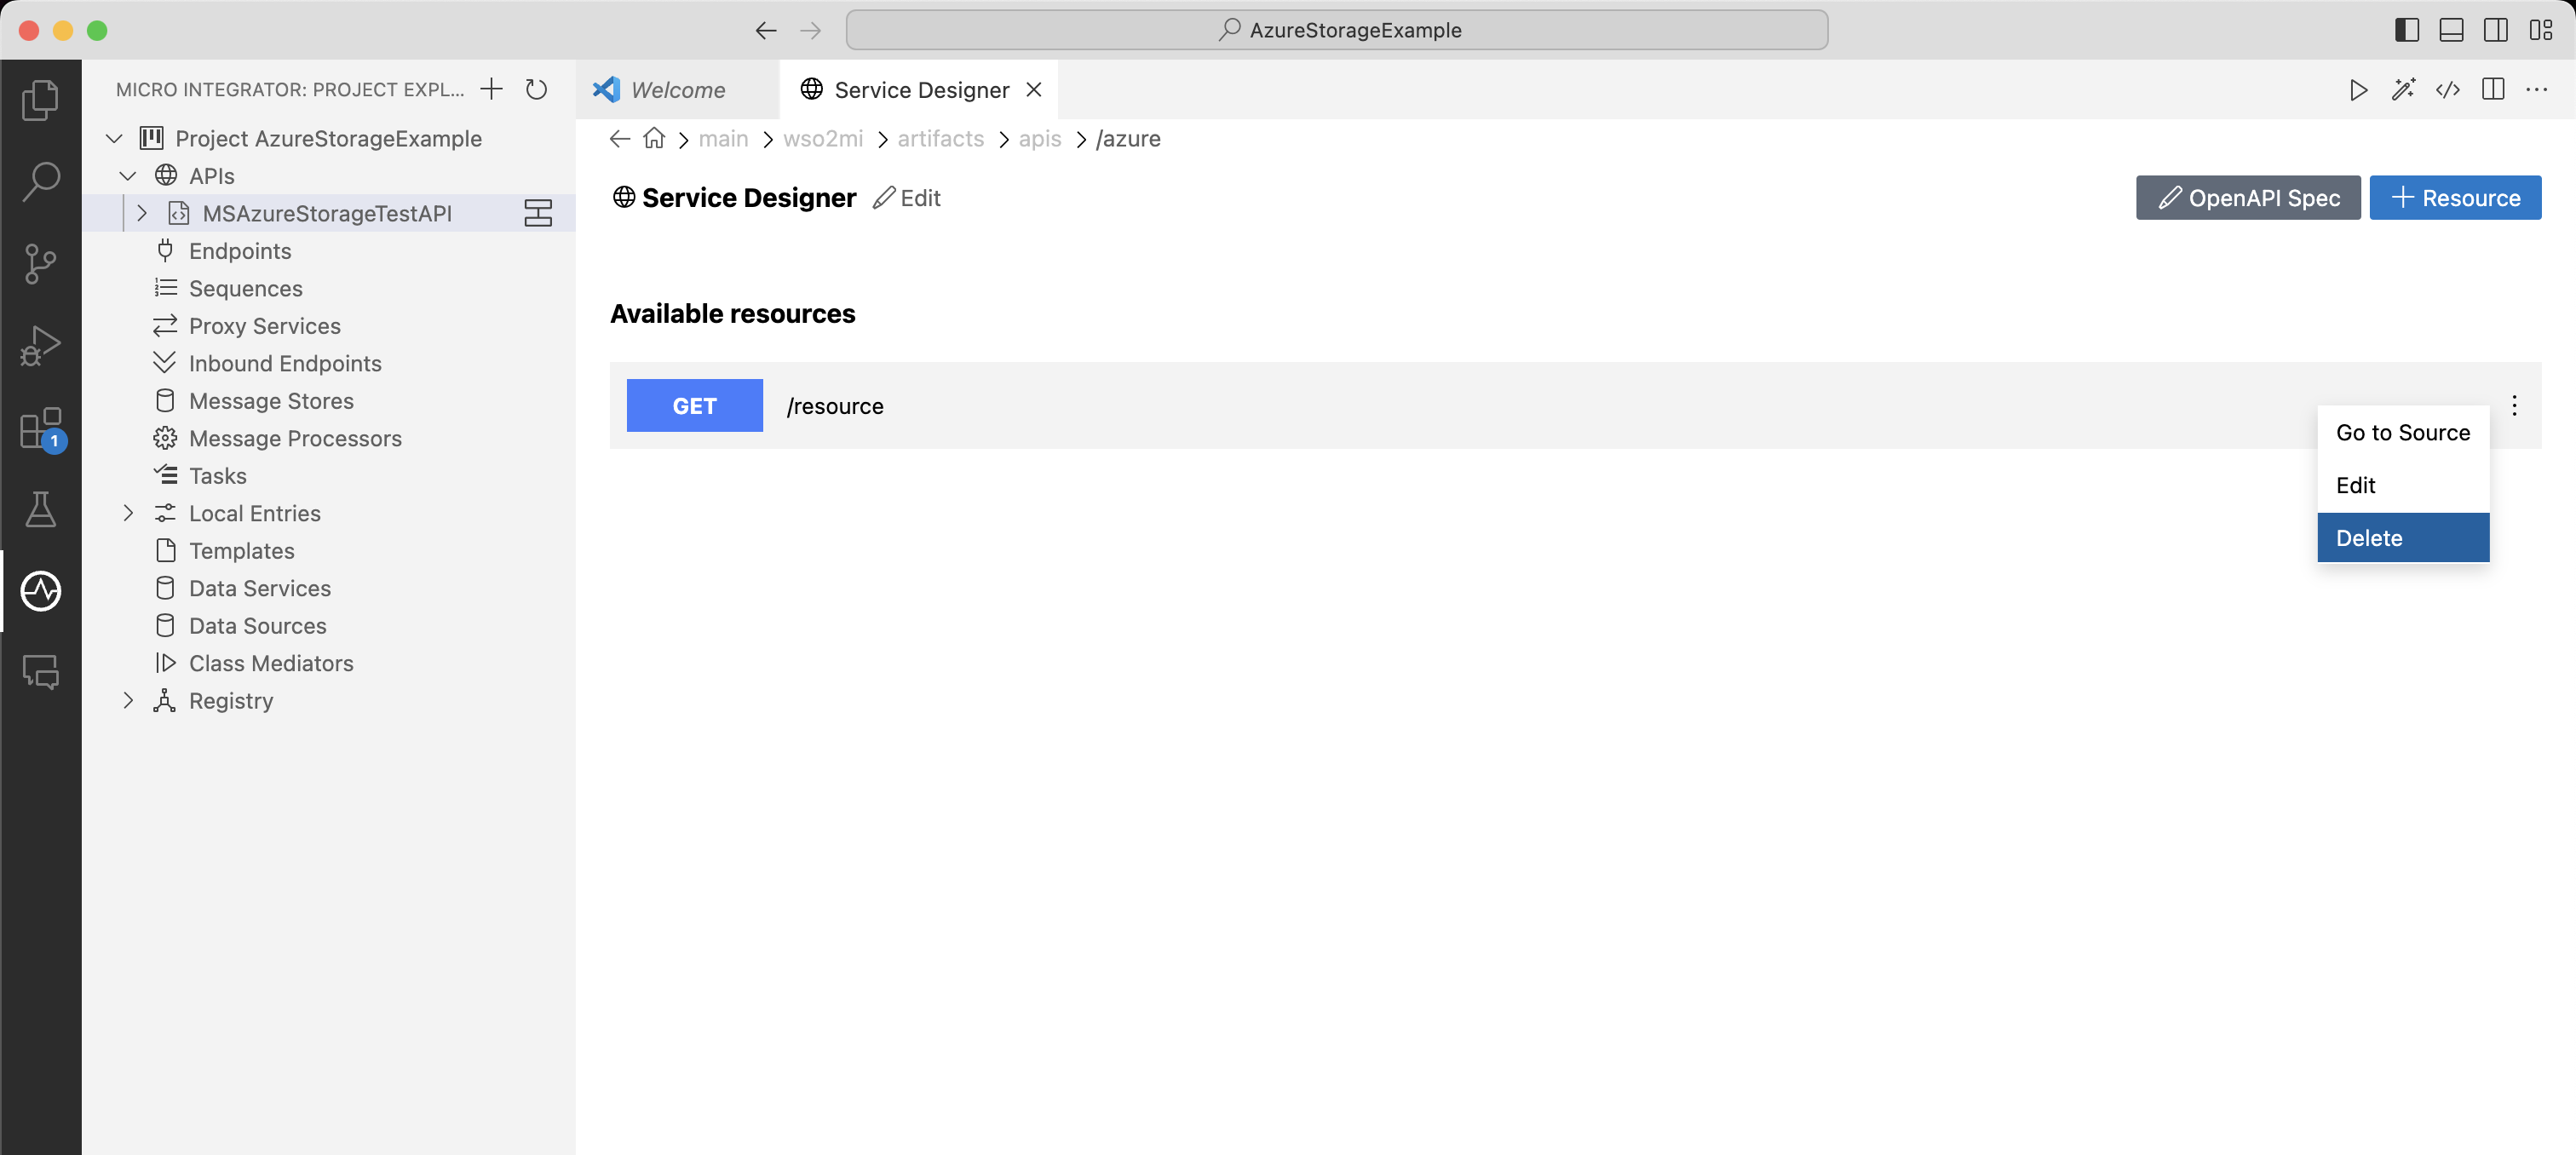 AzureStorageExample
MICRO INTEGRATOR: PROJECT EXPL...
Welcome
Service Designer
Project AzureStorageExample
APIs
MSAzureStorageTestAPI
Endpoints
Sequences
Proxy Services
Inbound Endpoints
Message Stores
Message Processors
Tasks
Local Entries
Templates
Data Services
Data Sources
Class Mediators
Registry
1
main > wso2mi > artifacts > apis > /azure
Service Designer Edit
OpenAPI Spec
Resource
Available resources
GET /resource
Go to Source
Edit
Delete